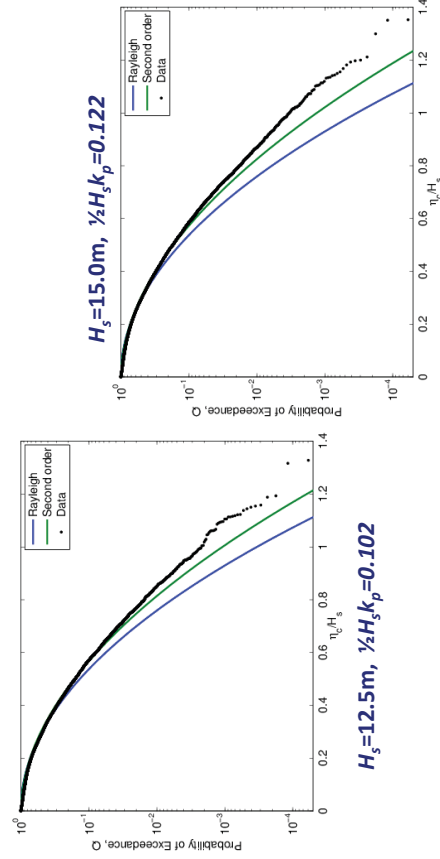 H_s=12.5m, ½H_sk_p=0.102
Probability of Exceedance, Q
10^0
10^-1
10^-2
10^-3
10^-4
0
0.2
0.4
0.6
0.8
1
1.2
1.4
η_c/H_s
Rayleigh
Second order
Data
H_s=15.0m, ½H_sk_p=0.122
Probability of Exceedance, Q
10^0
10^-1
10^-2
10^-3
10^-4
0
0.2
0.4
0.6
0.8
1
1.2
1.4
η_c/H_s
Rayleigh
Second order
Data